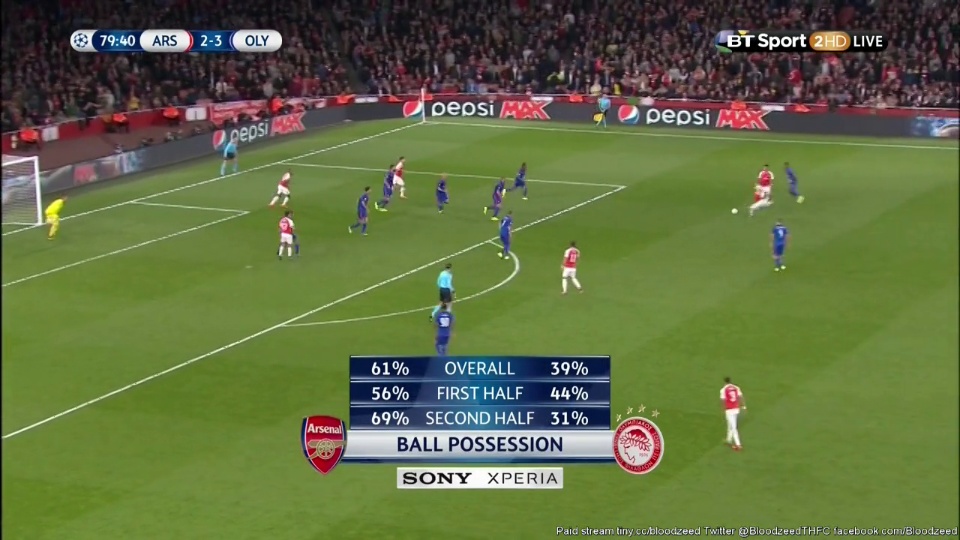 79:40 ARS 2-3 OLY
BT Sport 2HD LIVE
pepsi MAX
pepsi MAX
pepsi MAX
61% OVERALL 39%
56% FIRST HALF 44%
69% SECOND HALF 31%
Arsenal
BALL POSSESSION
SONY XPERIA
Paid stream tiny.cc/bloodzeed Twitter @BloodzeedTHFC facebook.com/Bloodzeed